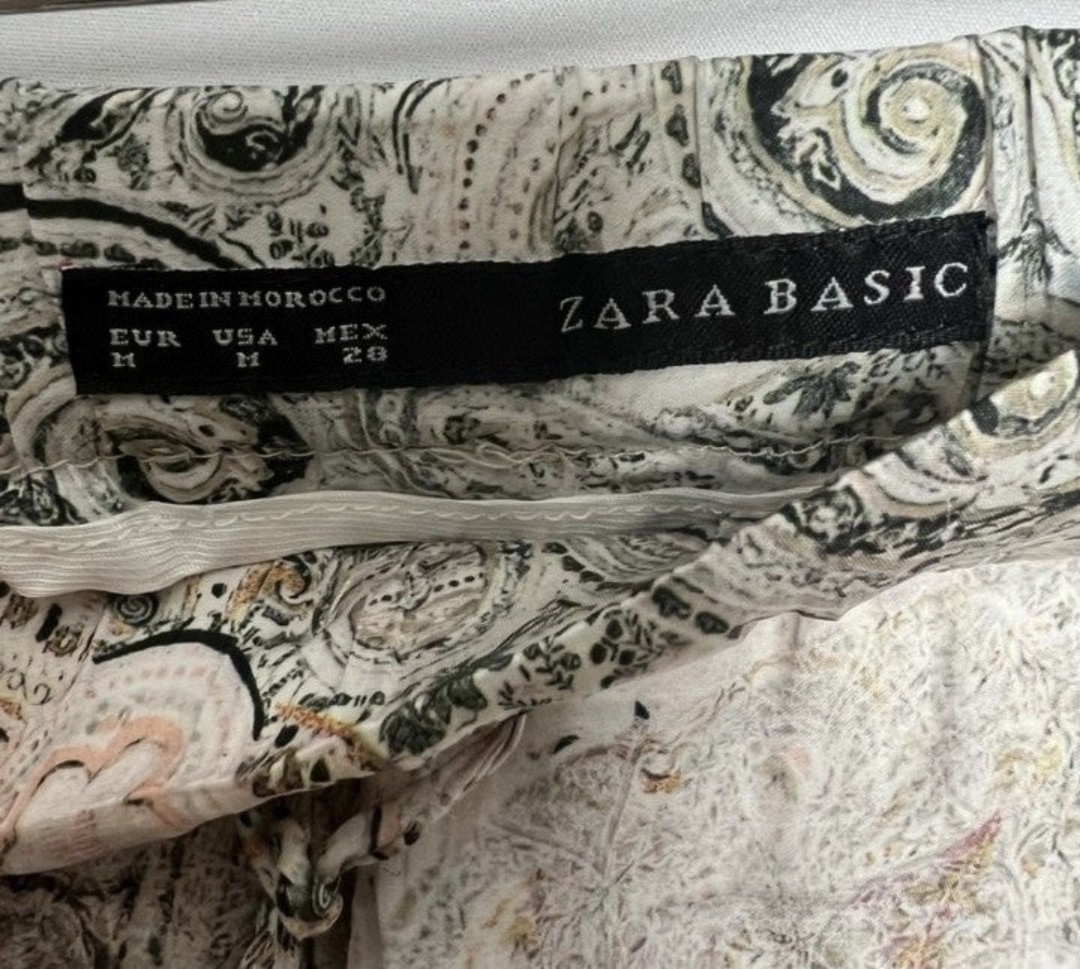 MADE IN MOROCCO
EUR USA MEX
M M 28
ZARA BASIC